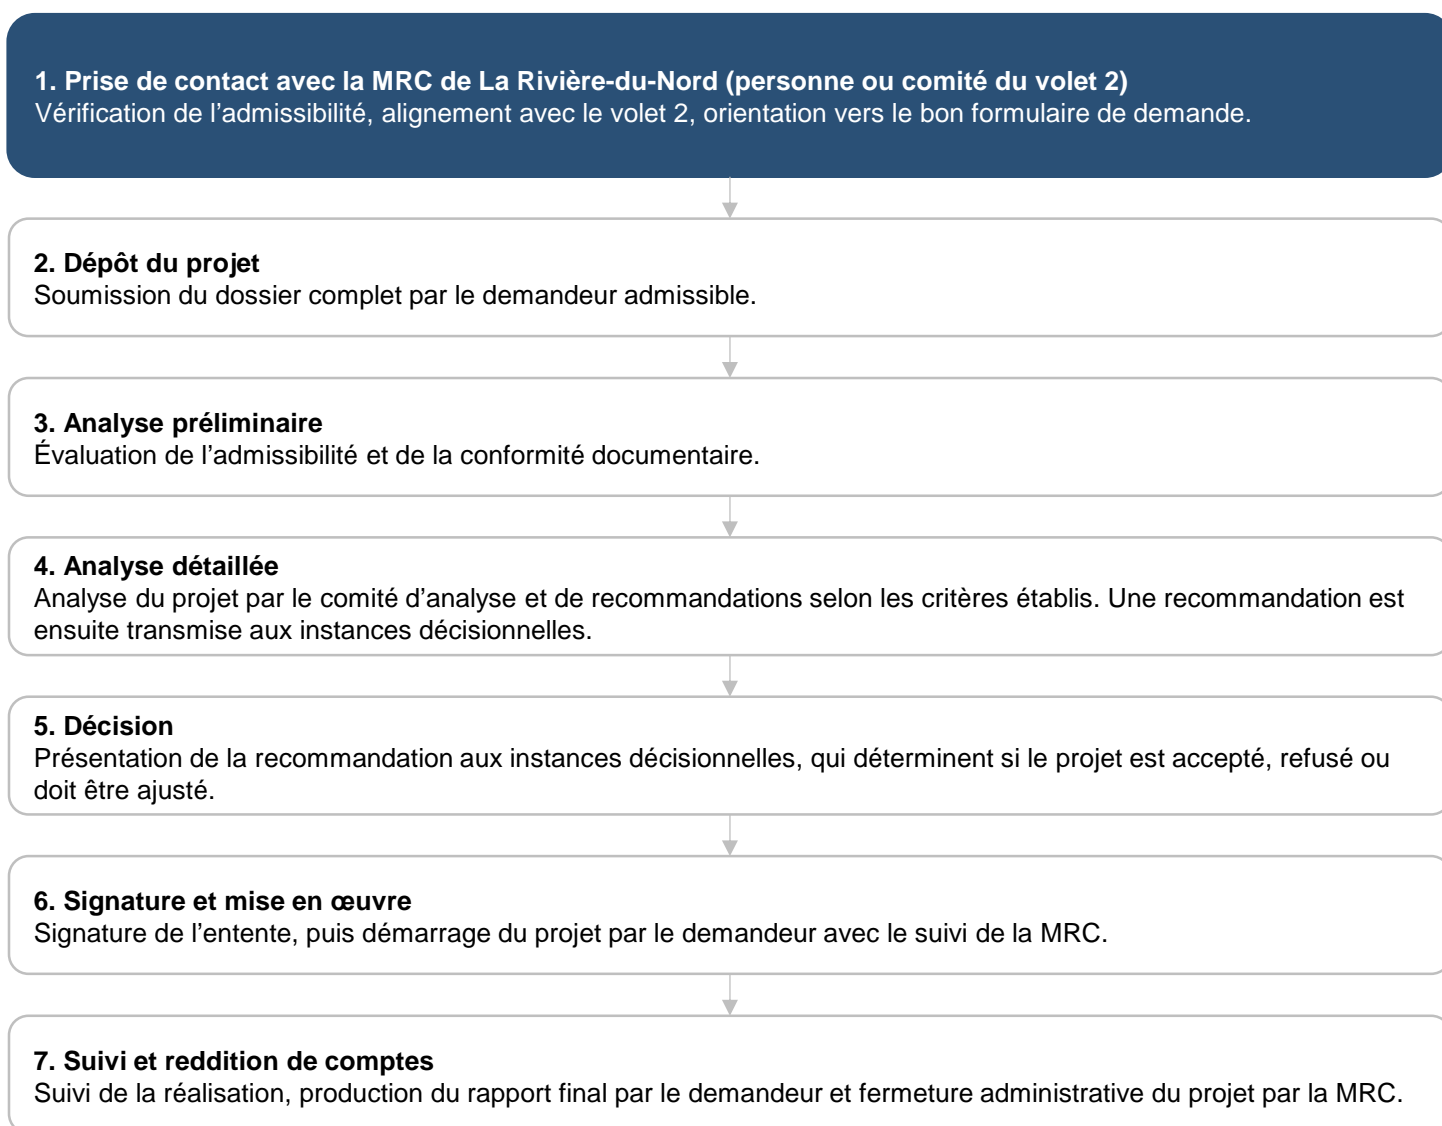 1. Prise de contact avec la MRC de La Rivière-du-Nord (personne ou comité du volet 2)
Vérification de l’admissibilité, alignement avec le volet 2, orientation vers le bon formulaire de demande.
2. Dépôt du projet
Soumission du dossier complet par le demandeur admissible.
3. Analyse préliminaire
Évaluation de l’admissibilité et de la conformité documentaire.
4. Analyse détaillée
Analyse du projet par le comité d’analyse et de recommandations selon les critères établis. Une recommandation est
ensuite transmise aux instances décisionnelles.
5. Décision
Présentation de la recommandation aux instances décisionnelles, qui déterminent si le projet est accepté, refusé ou
doit être ajusté.
6. Signature et mise en œuvre
Signature de l’entente, puis démarrage du projet par le demandeur avec le suivi de la MRC.
7. Suivi et reddition de comptes
Suivi de la réalisation, production du rapport final par le demandeur et fermeture administrative du projet par la MRC.